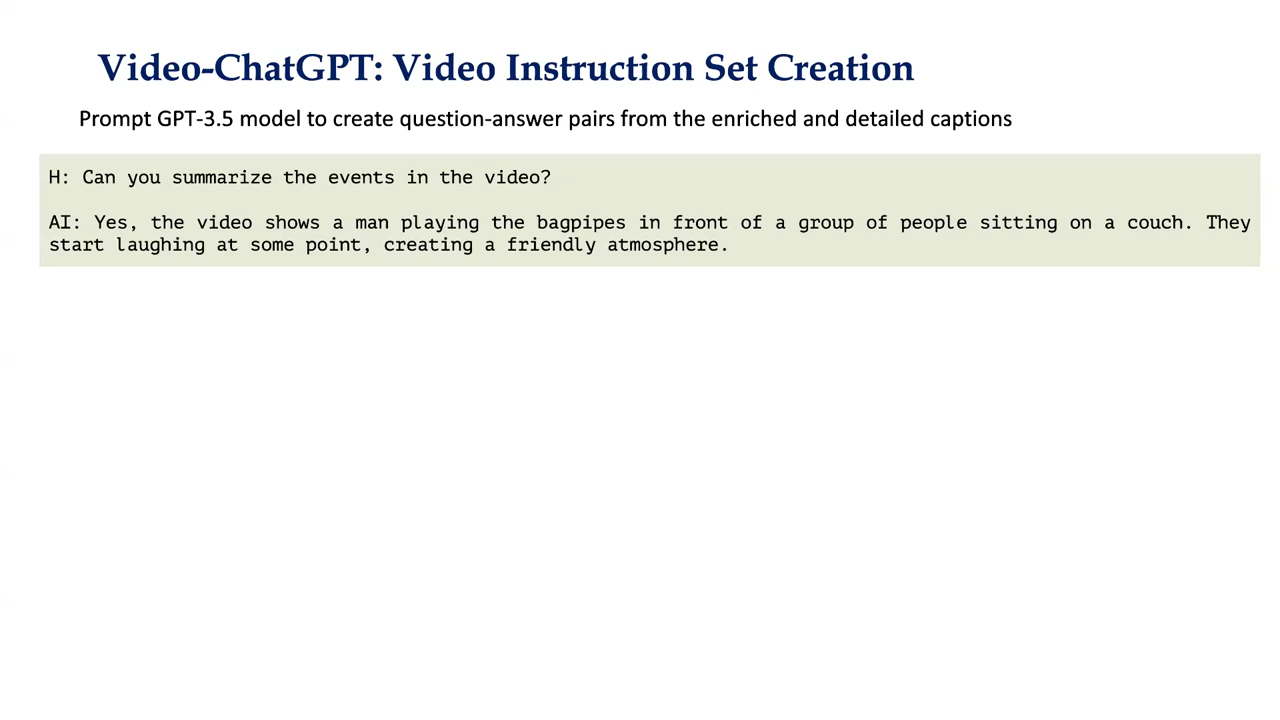 Video-ChatGPT: Video Instruction Set Creation
Prompt GPT-3.5 model to create question-answer pairs from the enriched and detailed captions
H: Can you summarize the events in the video?
AI: Yes, the video shows a man playing the bagpipes in front of a group of people sitting on a couch. They
start laughing at some point, creating a friendly atmosphere.